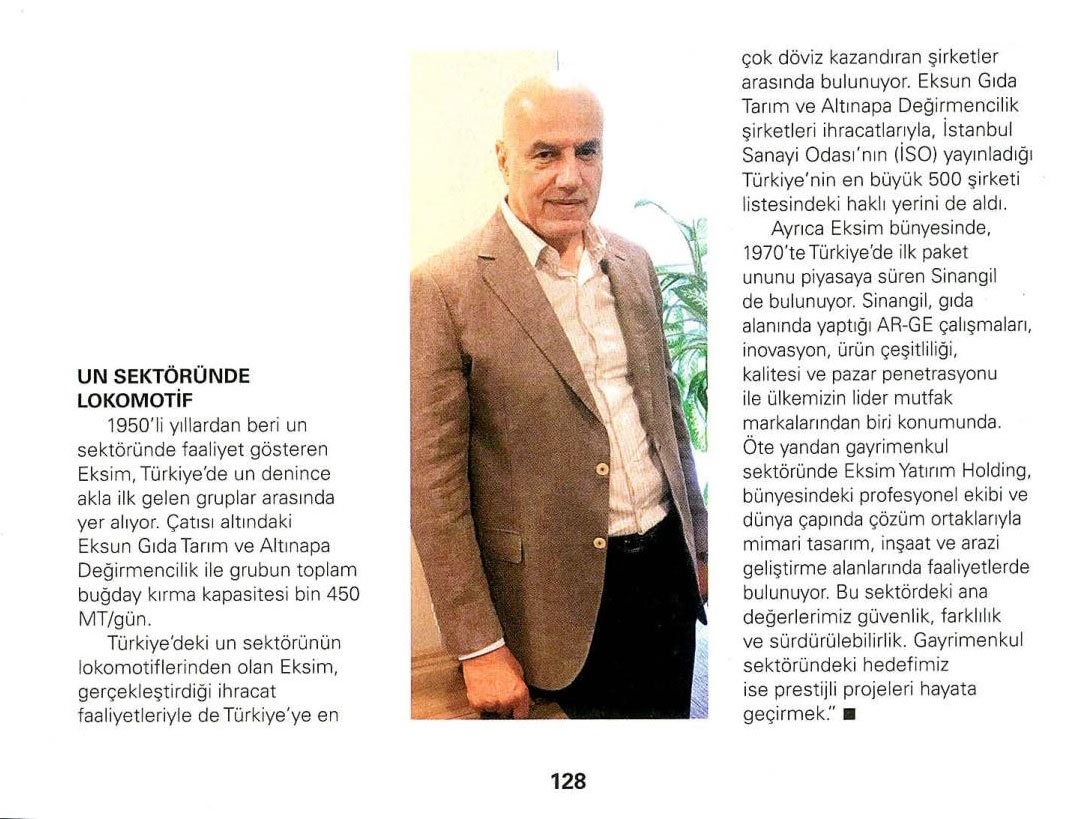 UN SEKTÖRÜNDE
LOKOMOTİF
1950'li yıllardan beri un
sektöründe faaliyet gösteren
Eksim, Türkiye'de un denince
akla ilk gelen gruplar arasında
yer alıyor. Çatısı altındaki
Eksun Gıda Tarım ve Altınapa
Değirmencilik ile grubun toplam
buğday kırma kapasitesi bin 450
MT/gün.
Türkiye'deki un sektörünün
lokomotiflerinden olan Eksim,
gerçekleştirdiği ihracat
faaliyetleriyle de Türkiye'ye en
çok döviz kazandıran şirketler
arasında bulunuyor. Eksun Gıda
Tarım ve Altınapa Değirmencilik
şirketleri ihracatlarıyla, İstanbul
Sanayi Odası'nın (İSO) yayınladığı
Türkiye'nin en büyük 500 şirketi
listesindeki haklı yerini de aldı.
Ayrıca Eksim bünyesinde,
1970'te Türkiye'de ilk paket
ununu piyasaya süren Sinangil
de bulunuyor. Sinangil, gıda
alanında yaptığı AR-GE çalışmaları,
inovasyon, ürün çeşitliliği,
kalitesi ve pazar penetrasyonu
ile ülkemizin lider mutfak
markalarından biri konumunda.
Öte yandan gayrimenkul
sektöründe Eksim Yatırım Holding,
bünyesindeki profesyonel ekibi ve
dünya çapında çözüm ortaklarıyla
mimari tasarım, inşaat ve arazi
geliştirme alanlarında faaliyetlerde
bulunuyor. Bu sektördeki ana
değerlerimiz güvenlik, farklılık
ve sürdürülebilirlik. Gayrimenkul
sektöründeki hedefimiz
ise prestijli projeleri hayata
geçirmek." ■
128